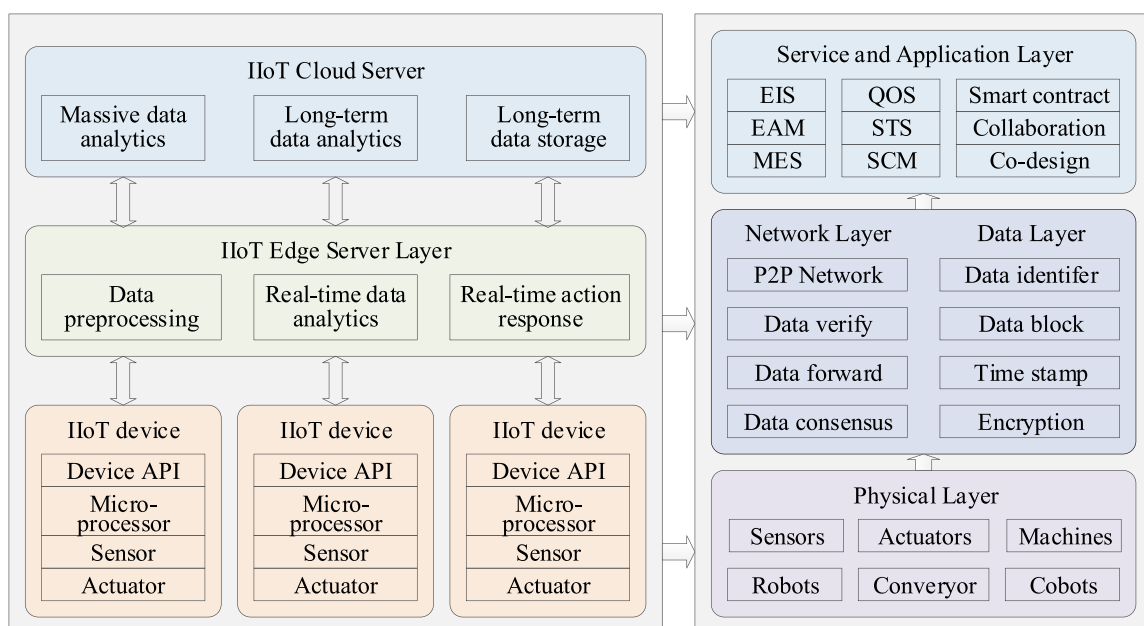 IIoT Cloud Server
Massive data
analytics
Long-term
data analytics
Long-term
data storage
IIoT Edge Server Layer
Data
preprocessing
Real-time data
analytics
Real-time action
response
IIoT device
Device API
Micro-
processor
Sensor
Actuator
IIoT device
Device API
Micro-
processor
Sensor
Actuator
IIoT device
Device API
Micro-
processor
Sensor
Actuator
Service and Application Layer
EIS
EAM
MES
QOS
STS
SCM
Smart contract
Collaboration
Co-design
Network Layer
P2P Network
Data verify
Data forward
Data consensus
Data Layer
Data identifer
Data block
Time stamp
Encryption
Physical Layer
Sensors
Actuators
Machines
Robots
Converyor
Cobots